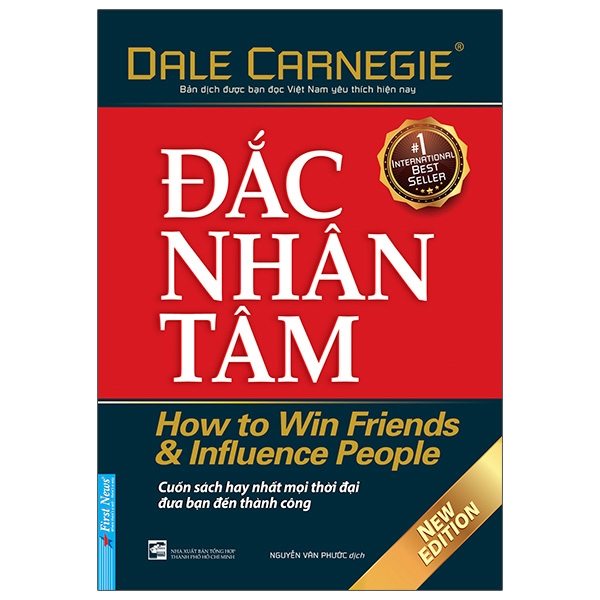 DALE CARNEGIE®
Bản dịch được bạn đọc Việt Nam yêu thích hiện nay
#1
INTERNATIONAL
BEST
SELLER
ĐẮC
NHÂN
TÂM
How to Win Friends
& Influence People
Cuốn sách hay nhất mọi thời đại
đưa bạn đến thành công
NEW
EDITION
First News
NHÀ XUẤT BẢN TỔNG HỢP
THÀNH PHỐ HỒ CHÍ MINH
NGUYỄN VĂN PHƯỚC dịch